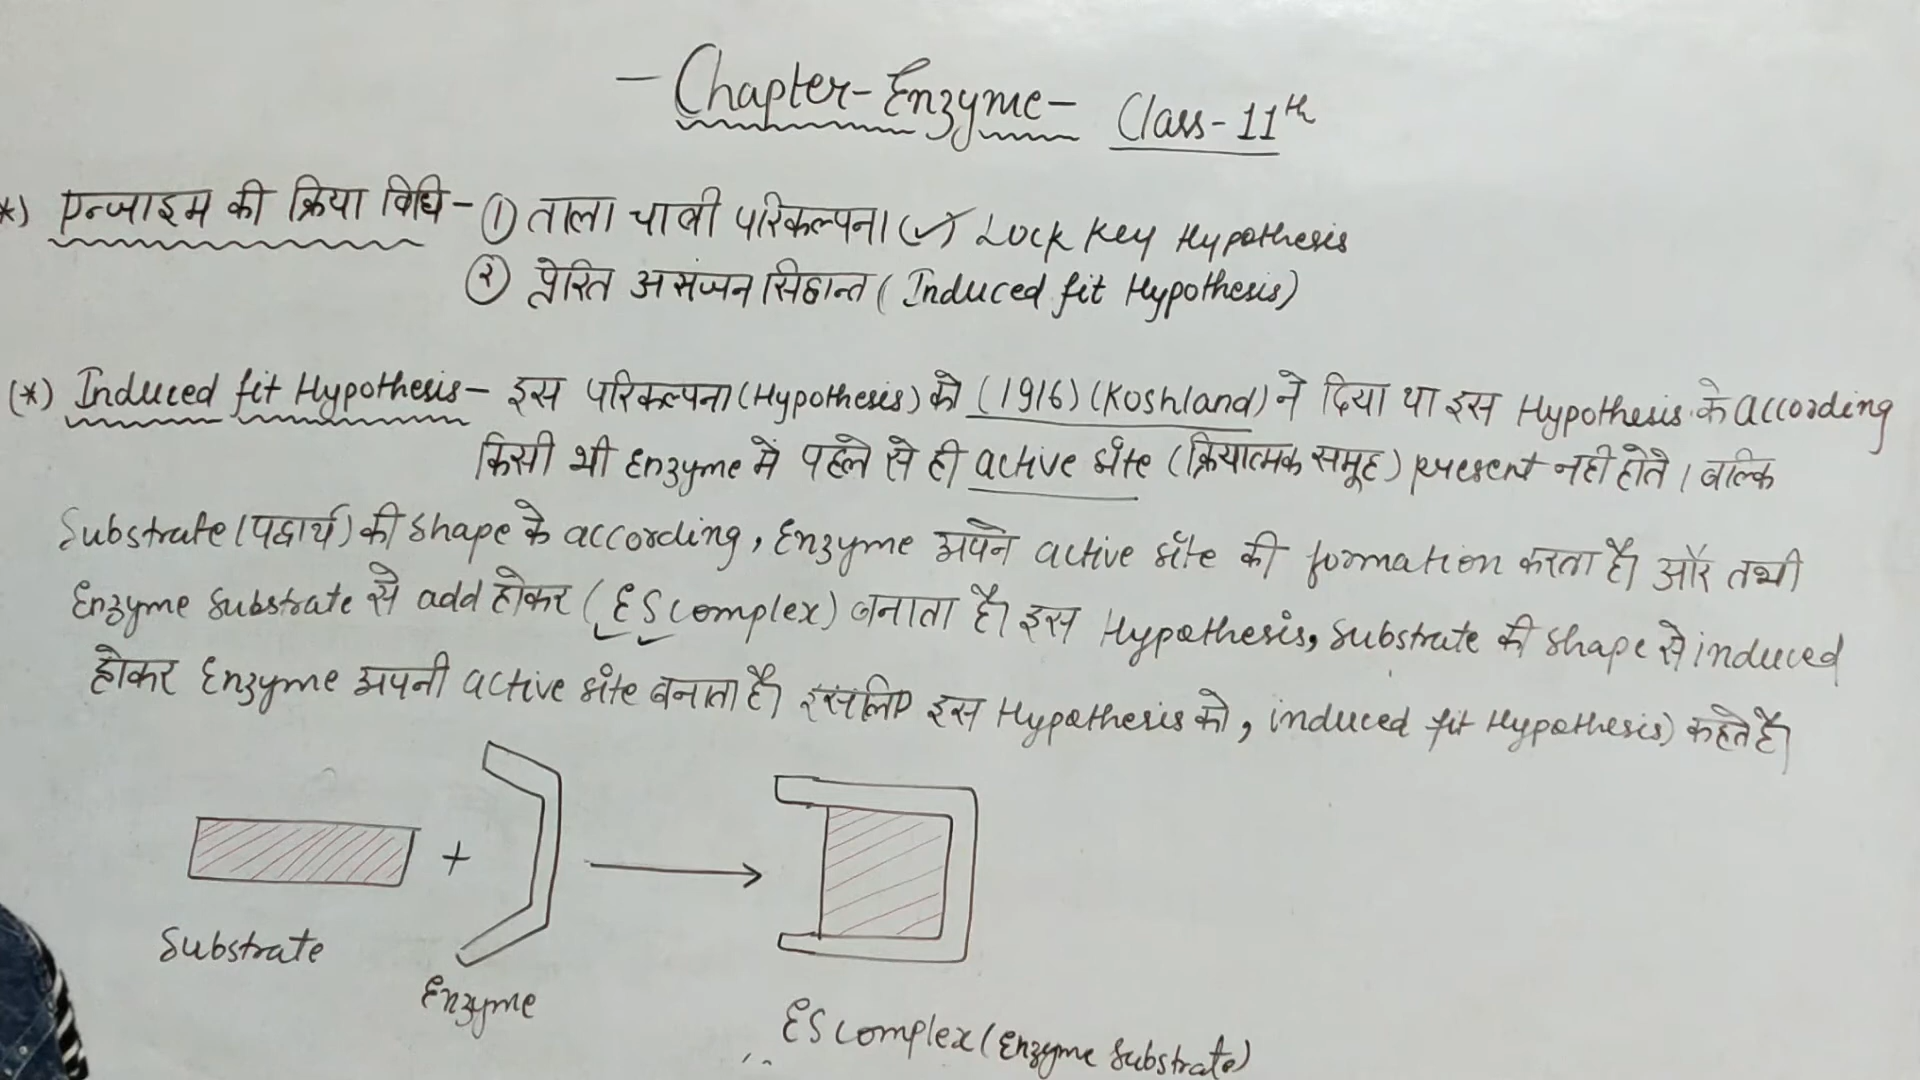 - Chapter - Enzyme - Class - 11th
*) एन्जाइम की क्रिया विधि - ① ताला चाबी परिकल्पना (✓) Lock Key Hypothesis
② प्रेरित आसंजन सिद्धान्त ( Induced fit Hypothesis)
(*) Induced fit Hypothesis - इस परिकल्पना (Hypothesis) को (1916) (Koshland) ने दिया था इस Hypothesis के according
किसी भी Enzyme में पहले से ही active site (क्रियात्मक समूह) present नही होते। बल्कि
Substrate (पदार्थ) की shape के according, Enzyme अपने active site की formation करता है। और तभी
Enzyme Substrate से add होकर (ES complex) बनाता है। इस Hypothesis, Substrate की shape से induced
होकर Enzyme अपनी active site बनाता है। इसलिए इस Hypothesis को, induced fit Hypothesis) कहते है।
+
Substrate
Enzyme
ES complex (Enzyme Substrate)